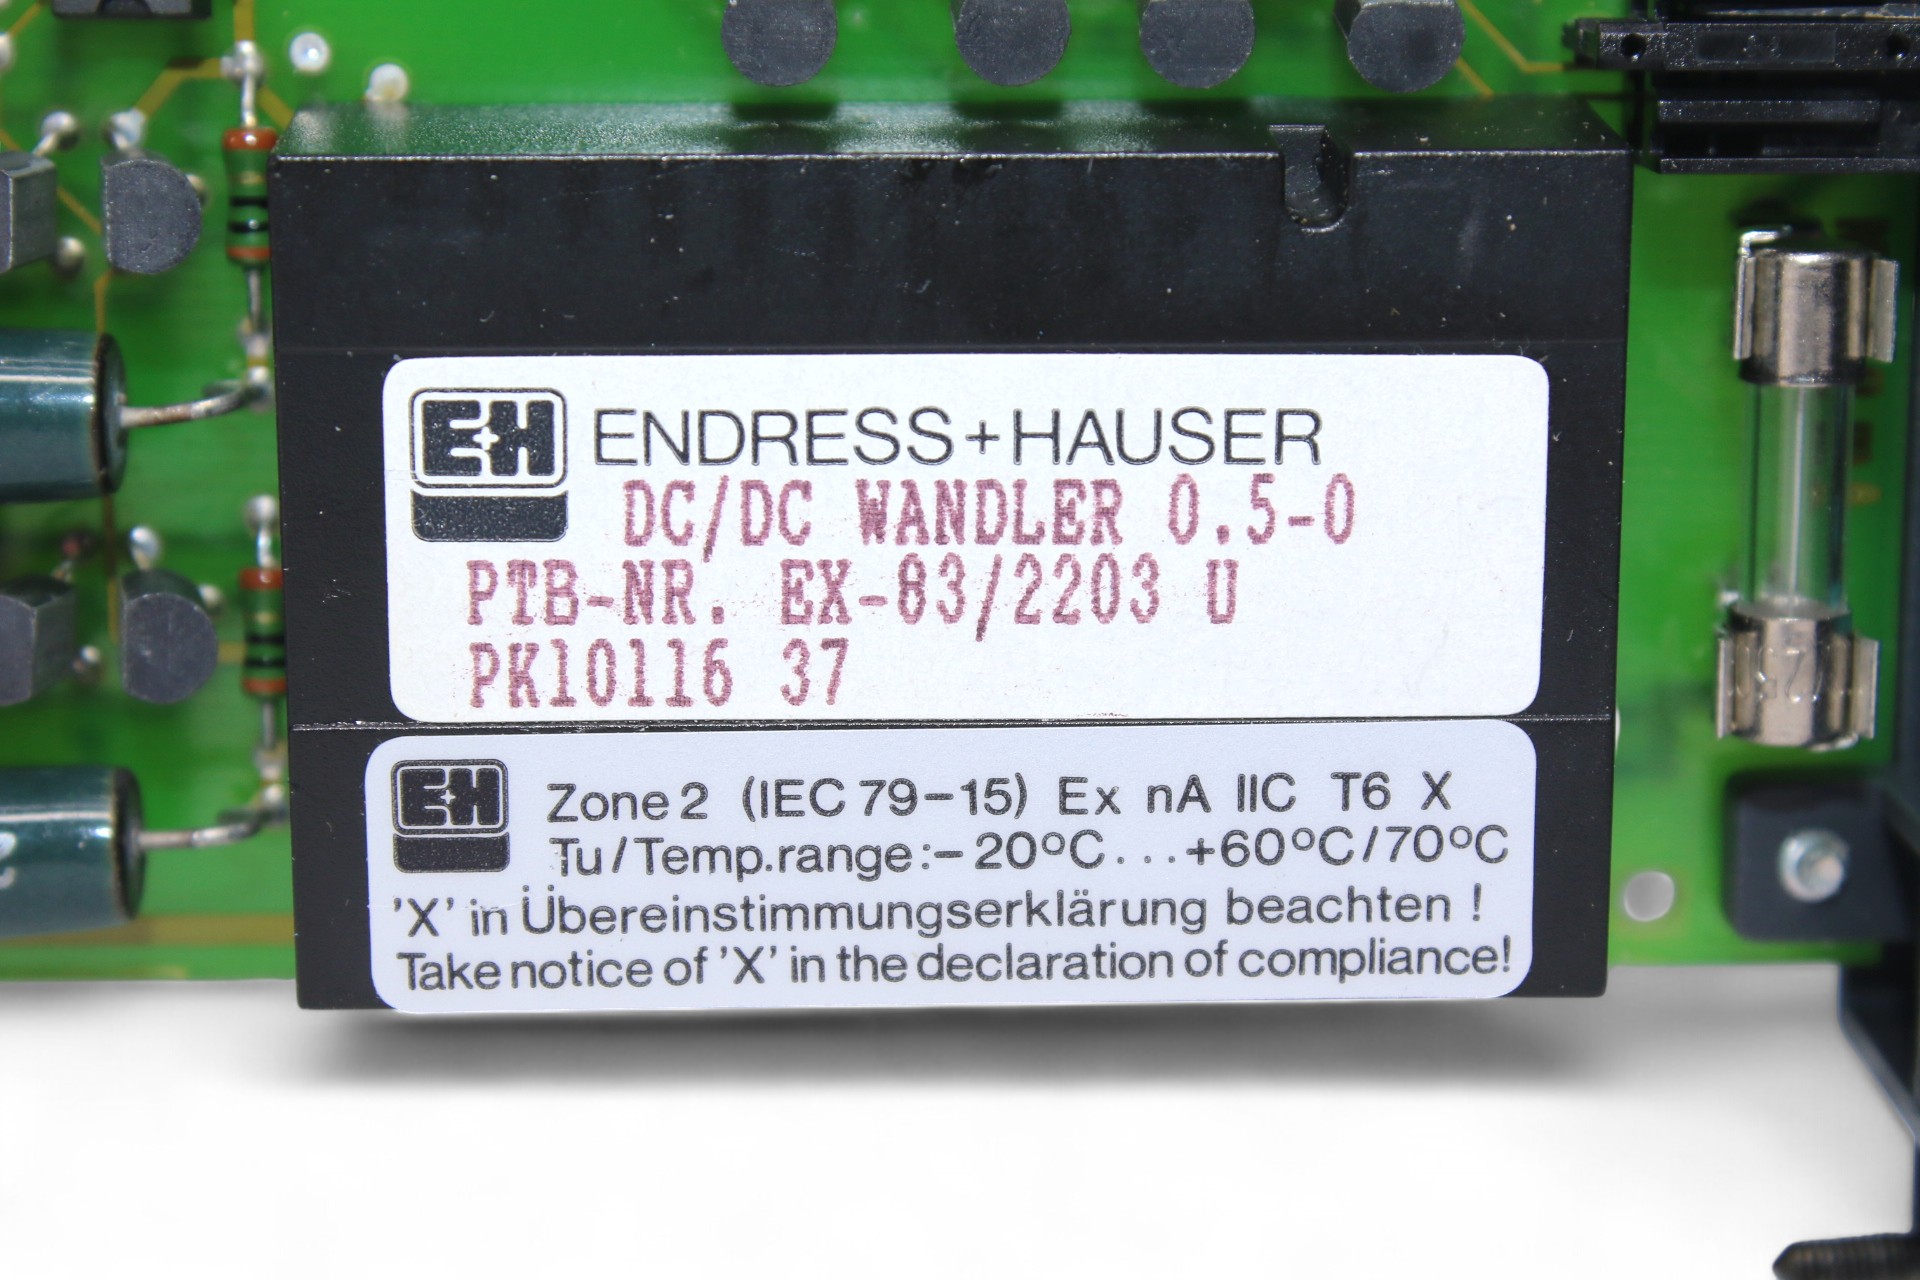 E+H ENDRESS+HAUSER
DC/DC WANDLER 0.5-0
PTB-NR. EX-83/2203 U
PK10116 37
E+H
Zone 2 (IEC 79-15) Ex nA IIC T6 X
Tu/Temp.range:-20°C...+60°C/70°C
'X' in Übereinstimmungserklärung beachten !
Take notice of 'X' in the declaration of compliance!